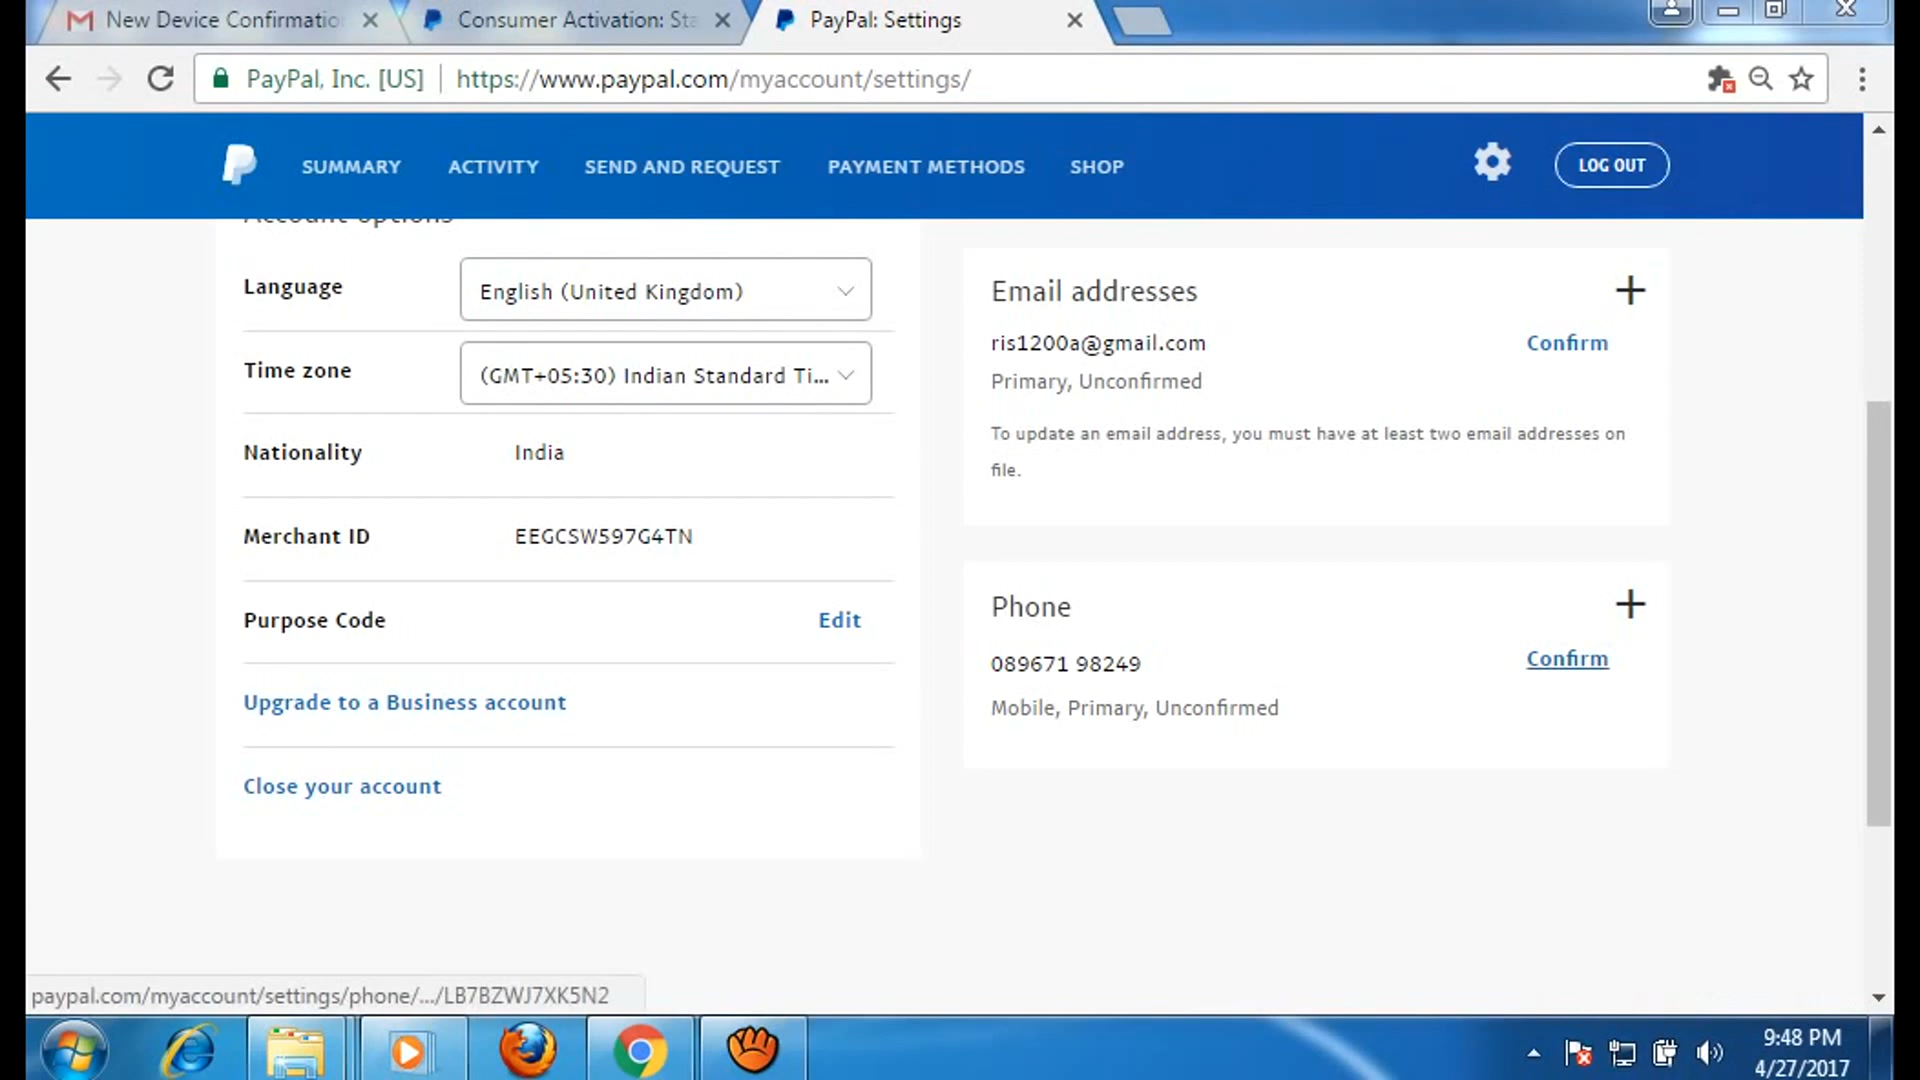 New Device Confirmatio
Consumer Activation: Sta
PayPal: Settings
PayPal, Inc. [US] https://www.paypal.com/myaccount/settings/
SUMMARY ACTIVITY SEND AND REQUEST PAYMENT METHODS SHOP LOG OUT
Account options
Language English (United Kingdom)
Time zone (GMT+05:30) Indian Standard Ti...
Nationality India
Merchant ID EEGCSW597G4TN
Purpose Code Edit
Upgrade to a Business account
Close your account
Email addresses
ris1200a@gmail.com Confirm
Primary, Unconfirmed
To update an email address, you must have at least two email addresses on
file.
Phone
089671 98249 Confirm
Mobile, Primary, Unconfirmed
paypal.com/myaccount/settings/phone/.../LB7BZWJ7XK5N2
9:48 PM
4/27/2017